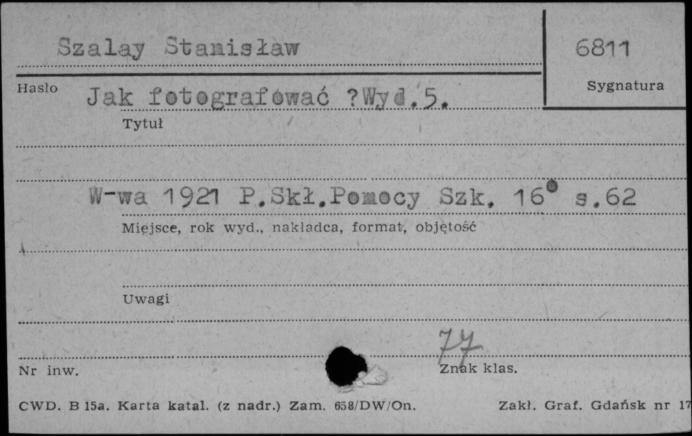 Szalay Stanisław
6811
Hasło
Sygnatura
Jak fotografować ?Wyd.5.
Tytuł
W-wa 1921 P.Skł.Pomocy Szk. 16° s.62
Miejsce, rok wyd., nakładca, format, objętość
Uwagi
77
Nr inw.
Znak klas.
CWD. B 15a. Karta katal. (z nadr.) Zam. 658/DW/On.
Zakł. Graf. Gdańsk nr 17